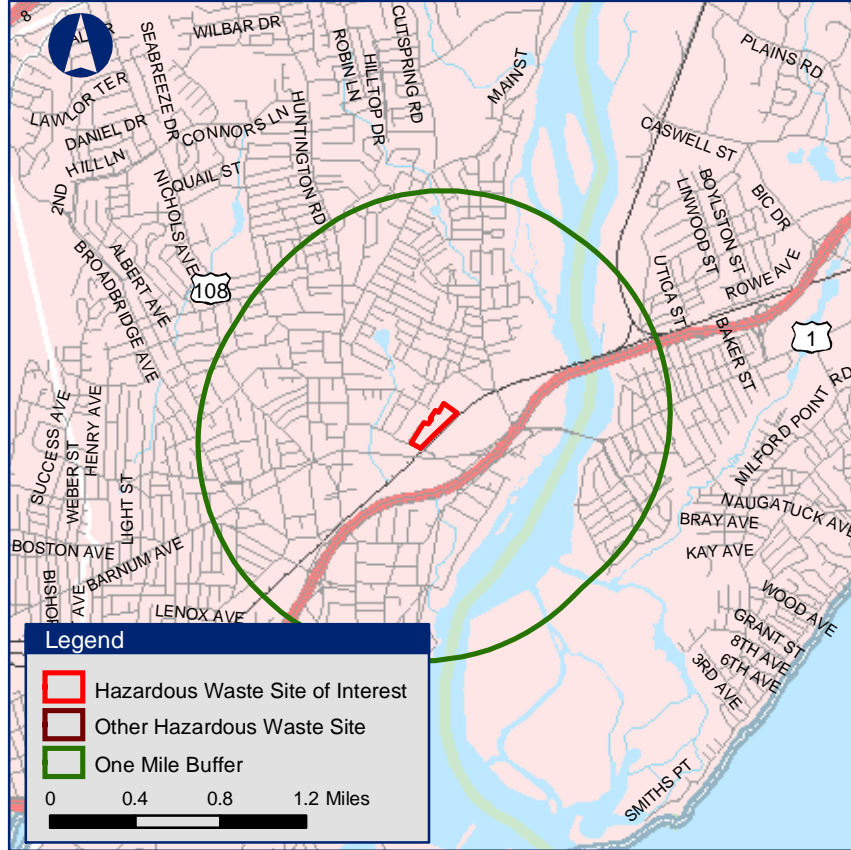 8
WILBAR DR
SEABREEZE DR
LAWLOR TER
DANIEL DR
HILL LN
CONNORS LN
QUAIL ST
2ND
NICHOLS AVE
HUNTINGTON RD
ROBIN LN
HILLTOP DR
CUTSPRING RD
MAIN ST
PLAINS RD
CASWELL ST
BIC DR
BOYLSTON ST
LINWOOD ST
ROWE AVE
UTICA ST
BAKER ST
1
108
ALBERT AVE
BROADBRIDGE AVE
SUCCESS AVE
WEBER ST
HENRY AVE
LIGHT ST
BOSTON AVE
BARNUM AVE
LENOX AVE
BISHOP
AVE
MILFORD POINT RD
NAUGATUCK AVE
BRAY AVE
KAY AVE
WOOD AVE
GRANT ST
8TH AVE
6TH AVE
3RD AVE
SMITHS PT
Legend
Hazardous Waste Site of Interest
Other Hazardous Waste Site
One Mile Buffer
0 0.4 0.8 1.2 Miles